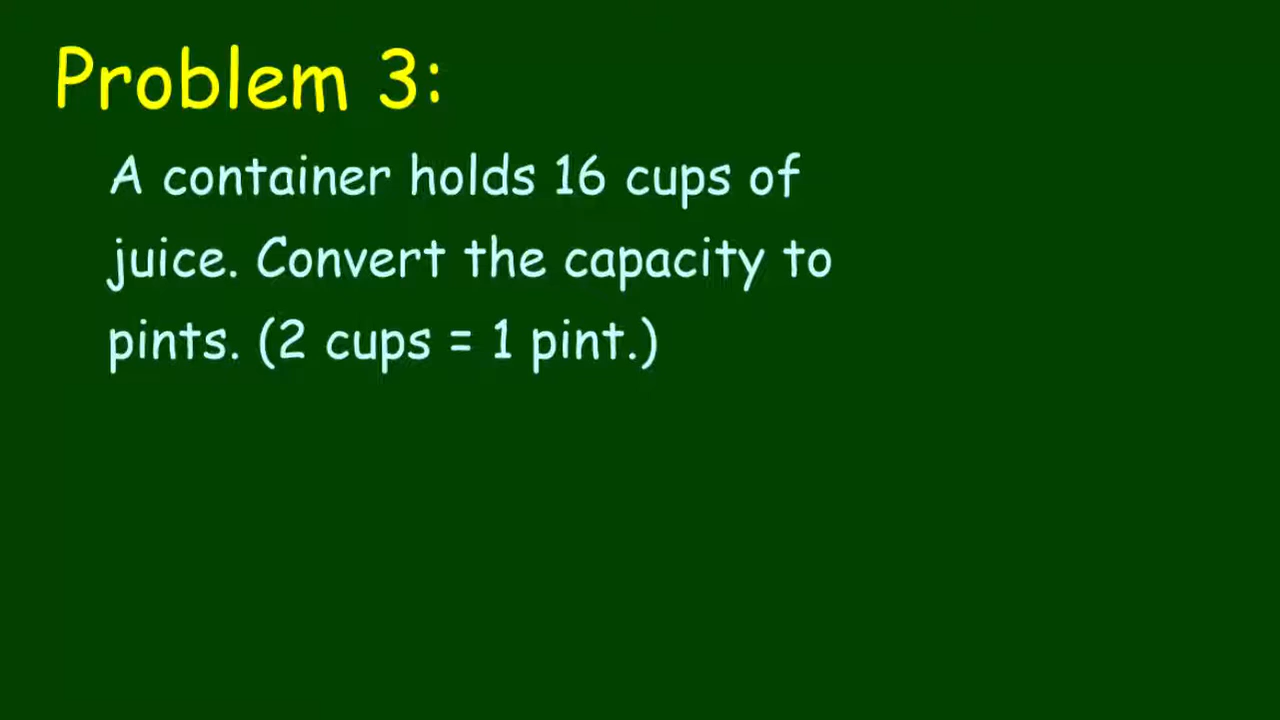 Problem 3:
A container holds 16 cups of
juice. Convert the capacity to
pints. (2 cups = 1 pint.)